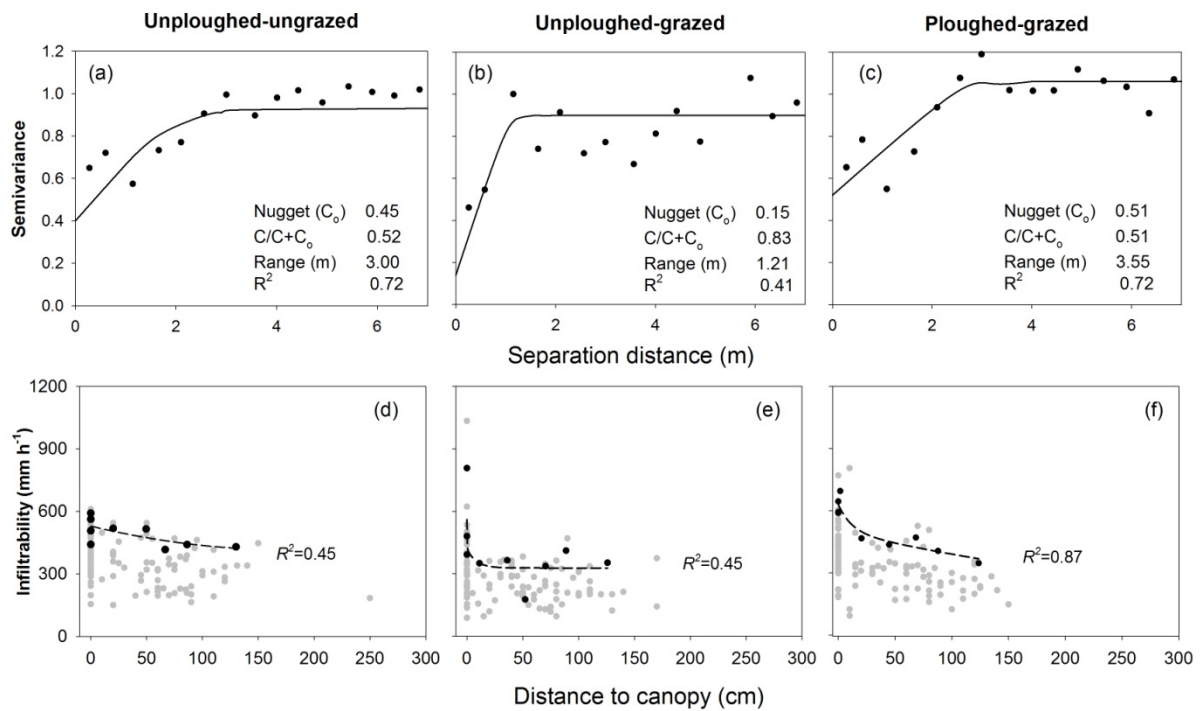 Unploughed-ungrazed
Unploughed-grazed
Ploughed-grazed
Semivariance
1.2
1.0
0.8
0.6
0.4
0.2
0.0
(a)
Nugget (Cₒ) 0.45
C/C+Cₒ 0.52
Range (m) 3.00
R² 0.72
0 2 4 6
(b)
Nugget (Cₒ) 0.15
C/C+Cₒ 0.83
Range (m) 1.21
R² 0.41
0 2 4 6
(c)
Nugget (Cₒ) 0.51
C/C+Cₒ 0.51
Range (m) 3.55
R² 0.72
0 2 4 6
Separation distance (m)
Infiltrability (mm h⁻¹)
1200
900
600
300
0
(d)
R²=0.45
0 50 100 150 200 250 300
(e)
R²=0.45
0 50 100 150 200 250 300
(f)
R²=0.87
0 50 100 150 200 250 300
Distance to canopy (cm)